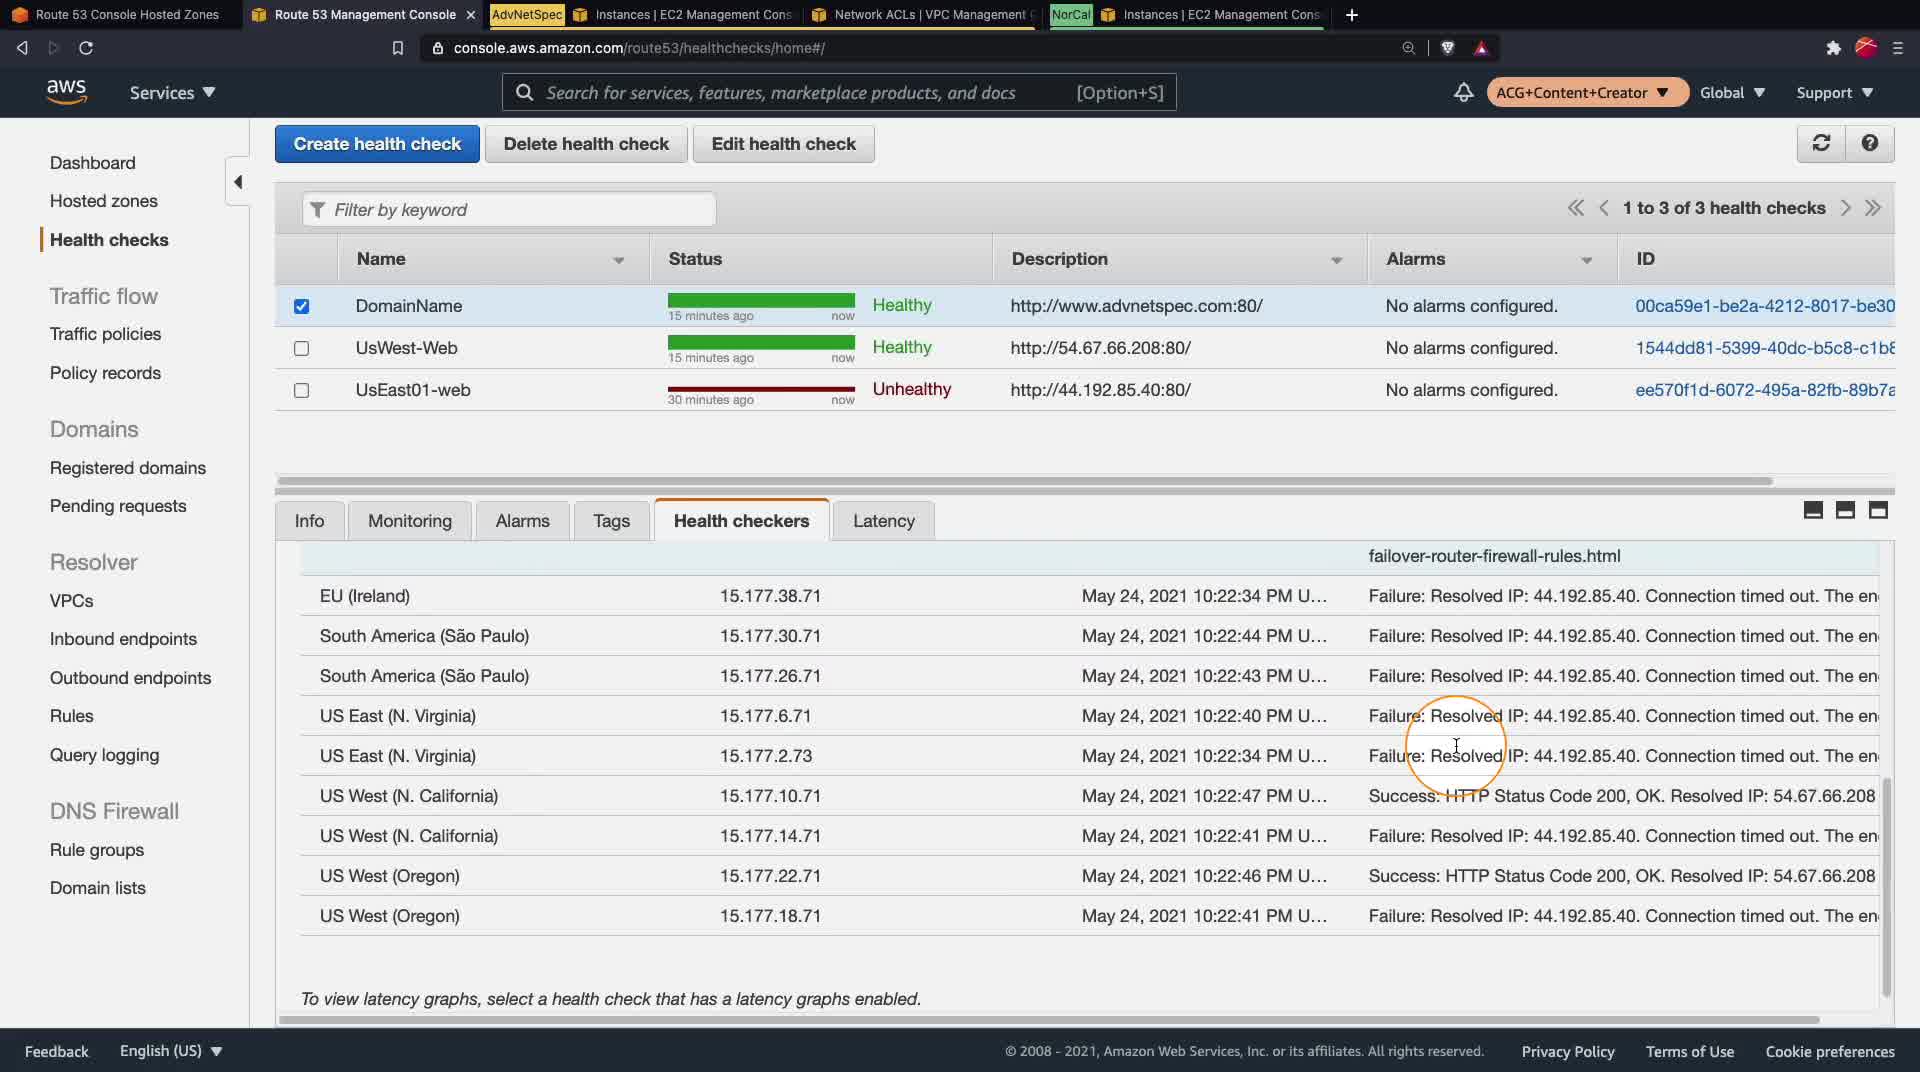 Route 53 Console Hosted Zones
Route 53 Management Console
AdvNetSpec
Instances | EC2 Management Cons
Network ACLs | VPC Management
NorCal
Instances | EC2 Management Cons
console.aws.amazon.com/route53/healthchecks/home#/
aws
Services
Search for services, features, marketplace products, and docs
[Option+S]
ACG+Content+Creator
Global
Support
Dashboard
Hosted zones
Health checks
Traffic flow
Traffic policies
Policy records
Domains
Registered domains
Pending requests
Resolver
VPCs
Inbound endpoints
Outbound endpoints
Rules
Query logging
DNS Firewall
Rule groups
Domain lists
Create health check
Delete health check
Edit health check
Filter by keyword
1 to 3 of 3 health checks
Name Status Description Alarms ID
DomainName 15 minutes ago now Healthy http://www.advnetspec.com:80/ No alarms configured. 00ca59e1-be2a-4212-8017-be30
UsWest-Web 15 minutes ago now Healthy http://54.67.66.208:80/ No alarms configured. 1544dd81-5399-40dc-b5c8-c1b8
UsEast01-web 30 minutes ago now Unhealthy http://44.192.85.40:80/ No alarms configured. ee570f1d-6072-495a-82fb-89b7a
Info Monitoring Alarms Tags Health checkers Latency
failover-router-firewall-rules.html
EU (Ireland) 15.177.38.71 May 24, 2021 10:22:34 PM U... Failure: Resolved IP: 44.192.85.40. Connection timed out. The en
South America (São Paulo) 15.177.30.71 May 24, 2021 10:22:44 PM U... Failure: Resolved IP: 44.192.85.40. Connection timed out. The en
South America (São Paulo) 15.177.26.71 May 24, 2021 10:22:43 PM U... Failure: Resolved IP: 44.192.85.40. Connection timed out. The en
US East (N. Virginia) 15.177.6.71 May 24, 2021 10:22:40 PM U... Failure: Resolved IP: 44.192.85.40. Connection timed out. The en
US East (N. Virginia) 15.177.2.73 May 24, 2021 10:22:34 PM U... Failure: Resolved IP: 44.192.85.40. Connection timed out. The en
US West (N. California) 15.177.10.71 May 24, 2021 10:22:47 PM U... Success: HTTP Status Code 200, OK. Resolved IP: 54.67.66.208
US West (N. California) 15.177.14.71 May 24, 2021 10:22:41 PM U... Failure: Resolved IP: 44.192.85.40. Connection timed out. The en
US West (Oregon) 15.177.22.71 May 24, 2021 10:22:46 PM U... Success: HTTP Status Code 200, OK. Resolved IP: 54.67.66.208
US West (Oregon) 15.177.18.71 May 24, 2021 10:22:41 PM U... Failure: Resolved IP: 44.192.85.40. Connection timed out. The en
To view latency graphs, select a health check that has a latency graphs enabled.
Feedback
English (US)
© 2008 - 2021, Amazon Web Services, Inc. or its affiliates. All rights reserved.
Privacy Policy
Terms of Use
Cookie preferences